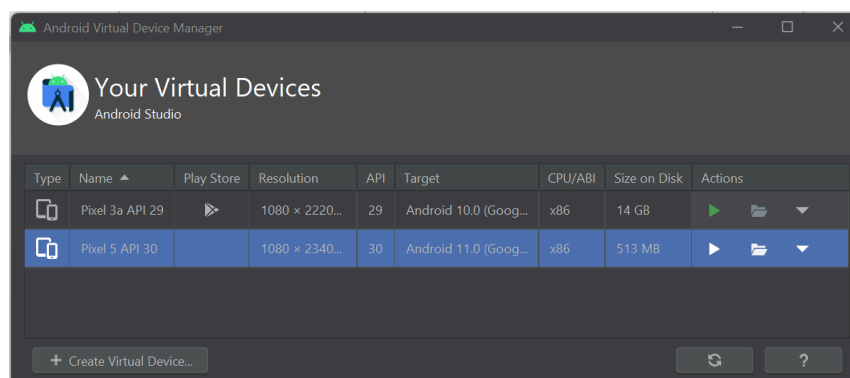 Android Virtual Device Manager
Your Virtual Devices
Android Studio
Type Name Play Store Resolution API Target CPU/ABI Size on Disk Actions
Pixel 3a API 29 1080 × 2220... 29 Android 10.0 (Goog... x86 14 GB
Pixel 5 API 30 1080 × 2340... 30 Android 11.0 (Goog... x86 513 MB
+ Create Virtual Device... ?